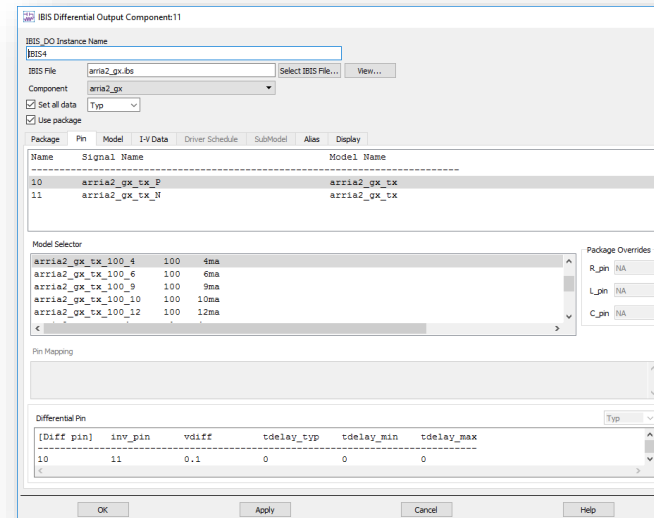 IBIS Differential Output Component:11
IBIS_DO Instance Name
IBIS4
IBIS File arria2_gx.ibs Select IBIS File... View...
Component arria2_gx
Set all data Typ
Use package
Package Pin Model I-V Data Driver Schedule SubModel Alias Display
Name Signal Name Model Name
--------------------------------------------------------------------
10 arria2_gx_tx_P arria2_gx_tx
11 arria2_gx_tx_N arria2_gx_tx
Model Selector
Package Overrides
arria2_gx_tx_100_4 100 4ma
R_pin NA
arria2_gx_tx_100_6 100 6ma
arria2_gx_tx_100_9 100 9ma
L_pin NA
arria2_gx_tx_100_10 100 10ma
arria2_gx_tx_100_12 100 12ma
C_pin NA
Pin Mapping
Differential Pin Typ
[Diff pin] inv_pin vdiff tdelay_typ tdelay_min tdelay_max
--------------------------------------------------------------------
10 11 0.1 0 0 0
OK Apply Cancel Help